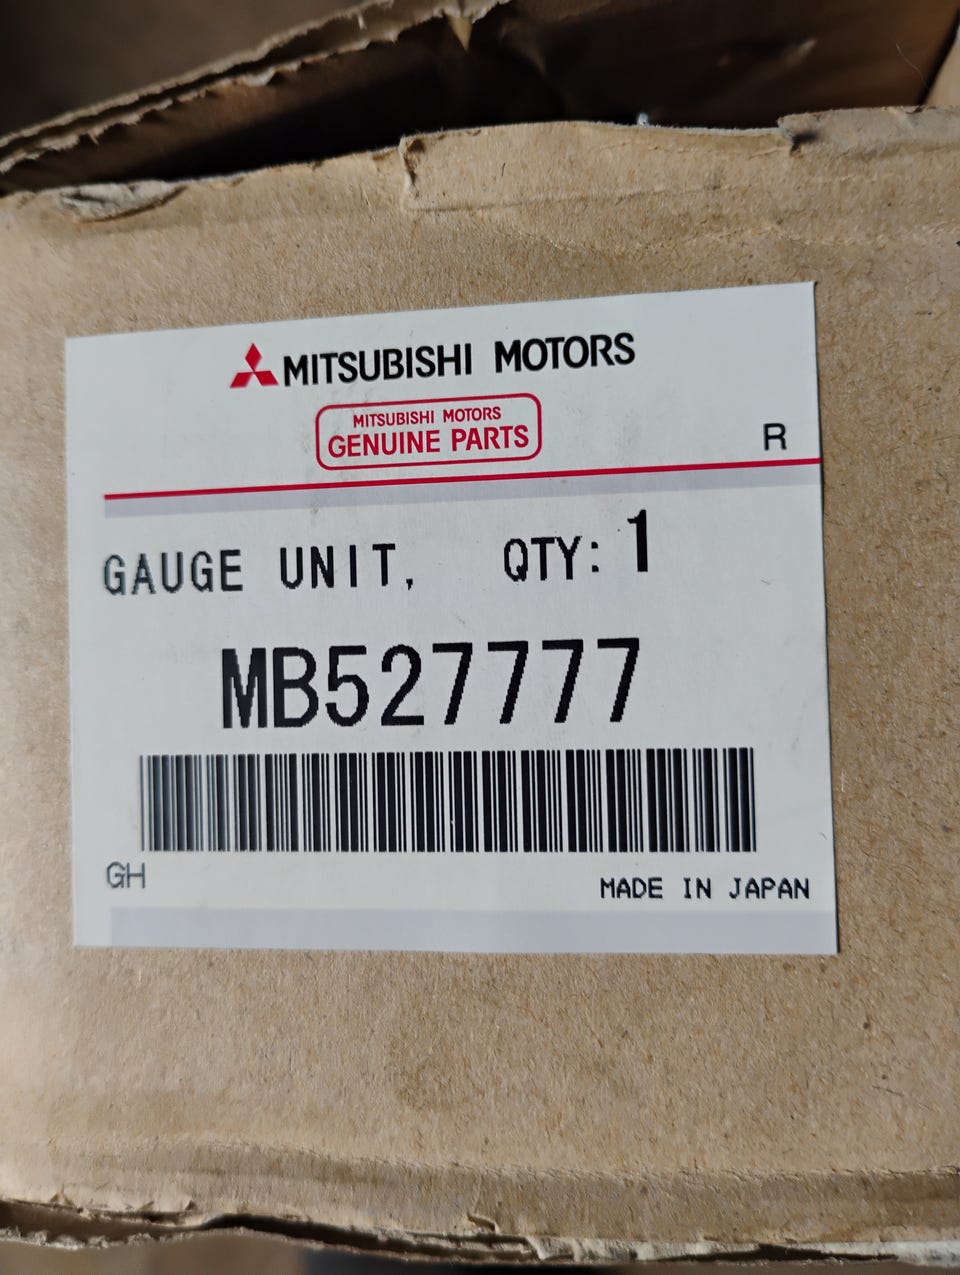 MITSUBISHI MOTORS
MITSUBISHI MOTORS
GENUINE PARTS
R
GAUGE UNIT, QTY: 1
MB527777
GH
MADE IN JAPAN